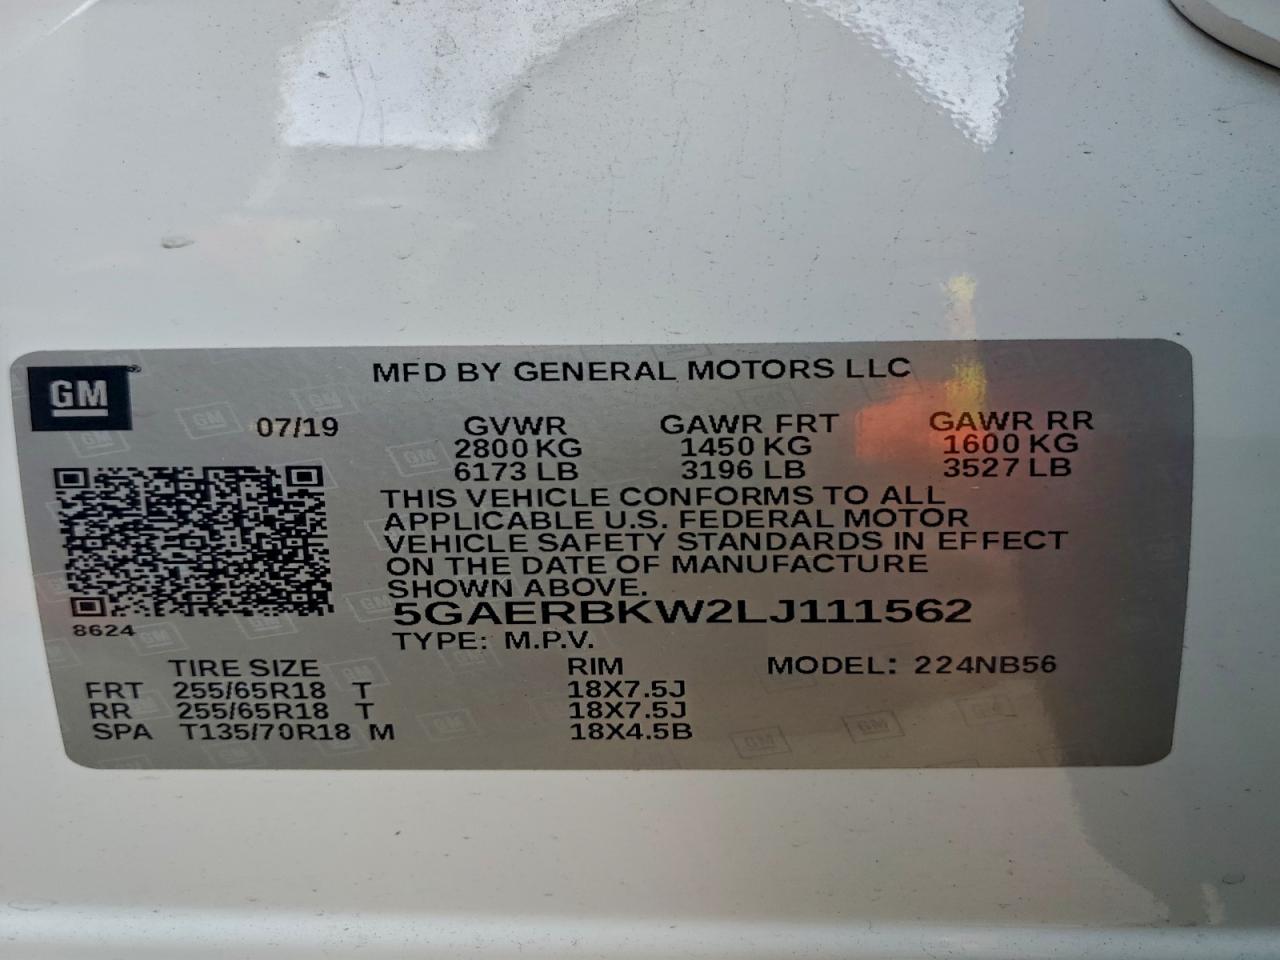 GM
MFD BY GENERAL MOTORS LLC
07/19 GVWR GAWR FRT GAWR RR
2800 KG 1450 KG 1600 KG
6173 LB 3196 LB 3527 LB
THIS VEHICLE CONFORMS TO ALL
APPLICABLE U.S. FEDERAL MOTOR
VEHICLE SAFETY STANDARDS IN EFFECT
ON THE DATE OF MANUFACTURE
SHOWN ABOVE.
8624
5GAERBKW2LJ111562
TYPE: M.P.V.
TIRE SIZE RIM MODEL: 224NB56
FRT 255/65R18 T 18X7.5J
RR 255/65R18 T 18X7.5J
SPA T135/70R18 M 18X4.5B